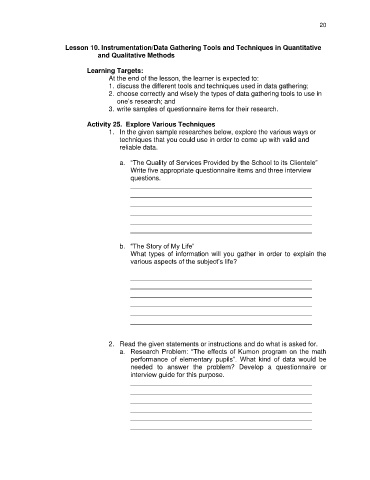 20
Lesson 10. Instrumentation/Data Gathering Tools and Techniques in Quantitative
and Qualitative Methods
Learning Targets:
At the end of the lesson, the learner is expected to:
1. discuss the different tools and techniques used in data gathering;
2. choose correctly and wisely the types of data gathering tools to use in
one's research; and
3. write samples of questionnaire items for their research.
Activity 25. Explore Various Techniques
1. In the given sample researches below, explore the various ways or
techniques that you could use in order to come up with valid and
reliable data.
a. "The Quality of Services Provided by the School to its Clientele"
Write five appropriate questionnaire items and three interview
questions.
b. "The Story of My Life"
What types of information will you gather in order to explain the
various aspects of the subject's life?
2. Read the given statements or instructions and do what is asked for.
a. Research Problem: "The effects of Kumon program on the math
performance of elementary pupils". What kind of data would be
needed to answer the problem? Develop a questionnaire or
interview guide for this purpose.